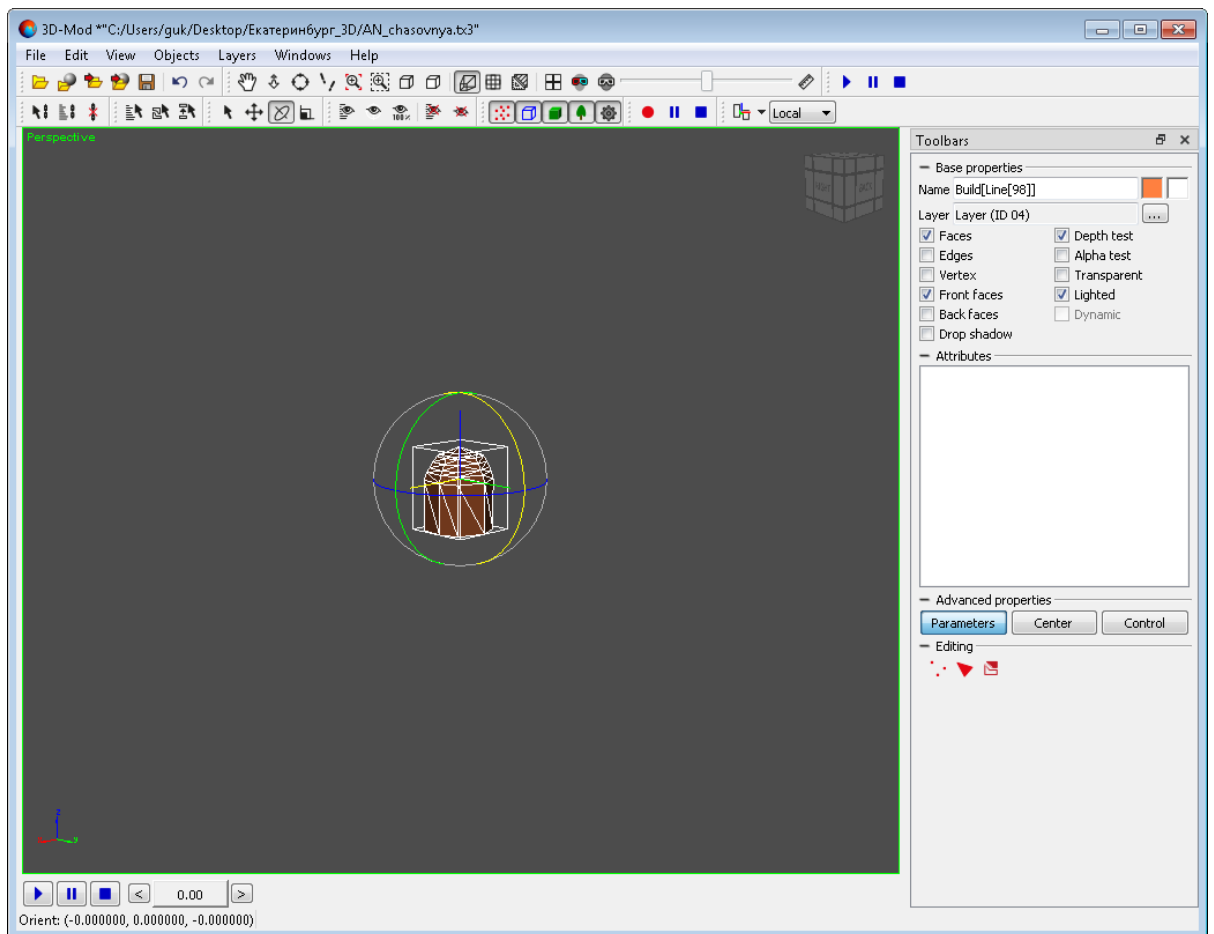 3D-Mod *"C:/Users/guk/Desktop/Екатеринбург_3D/AN_chasovnya.tx3"
File Edit View Objects Layers Windows Help
100%
Local
Perspective
Toolbars
Base properties
Name Build[Line[98]]
Layer Layer (ID 04) ...
Faces Depth test
Edges Alpha test
Vertex Transparent
Front faces Lighted
Back faces Dynamic
Drop shadow
Attributes
Advanced properties
Parameters Center Control
Editing
z
y
< 0.00 >
Orient: (-0.000000, 0.000000, -0.000000)